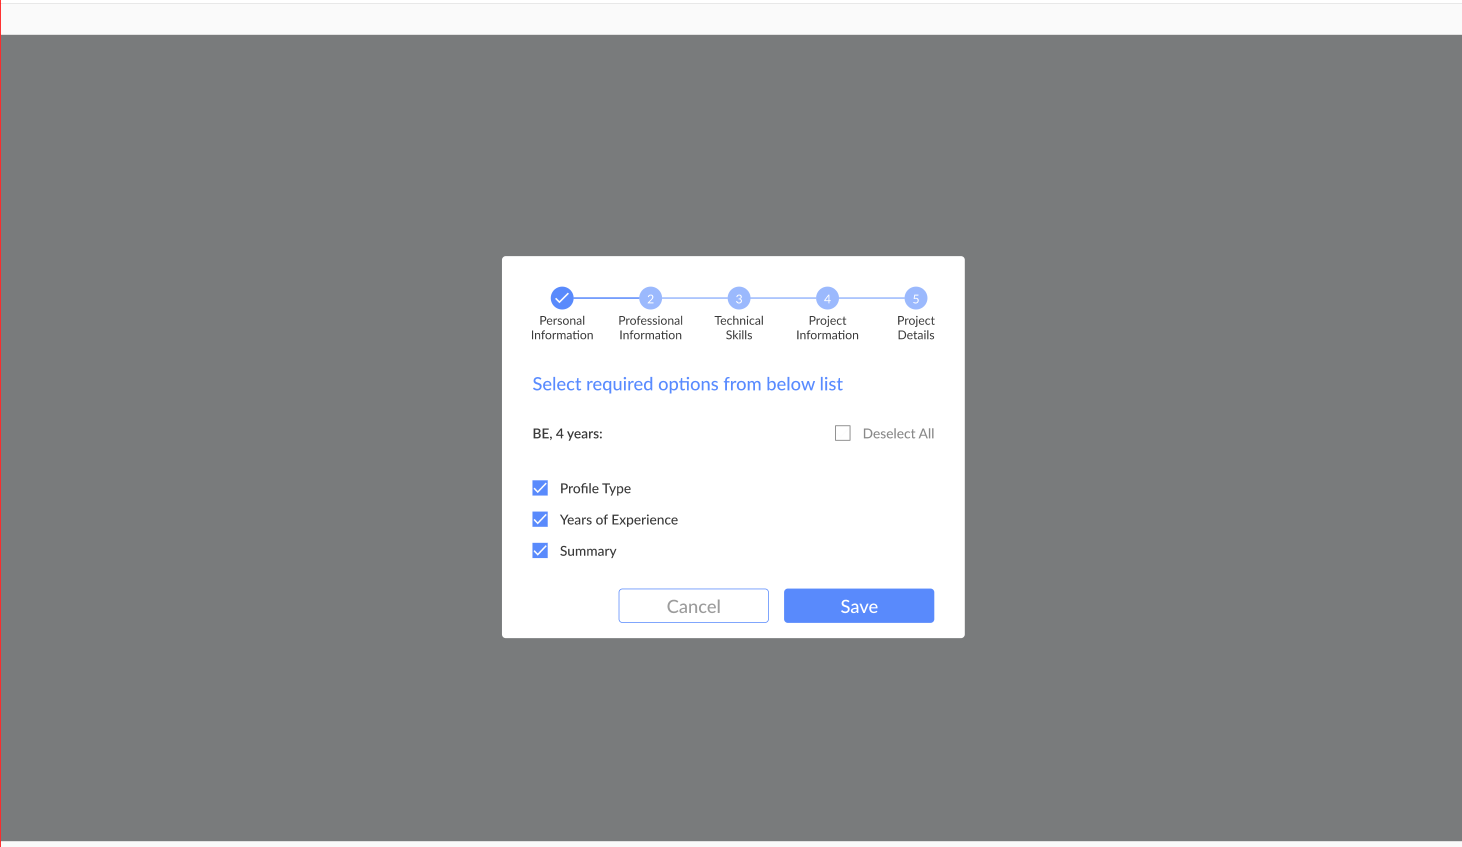 2 3 4 5
Personal Professional Technical Project Project
Information Information Skills Information Details
Select required options from below list
BE, 4 years: Deselect All
Profile Type
Years of Experience
Summary
Cancel Save